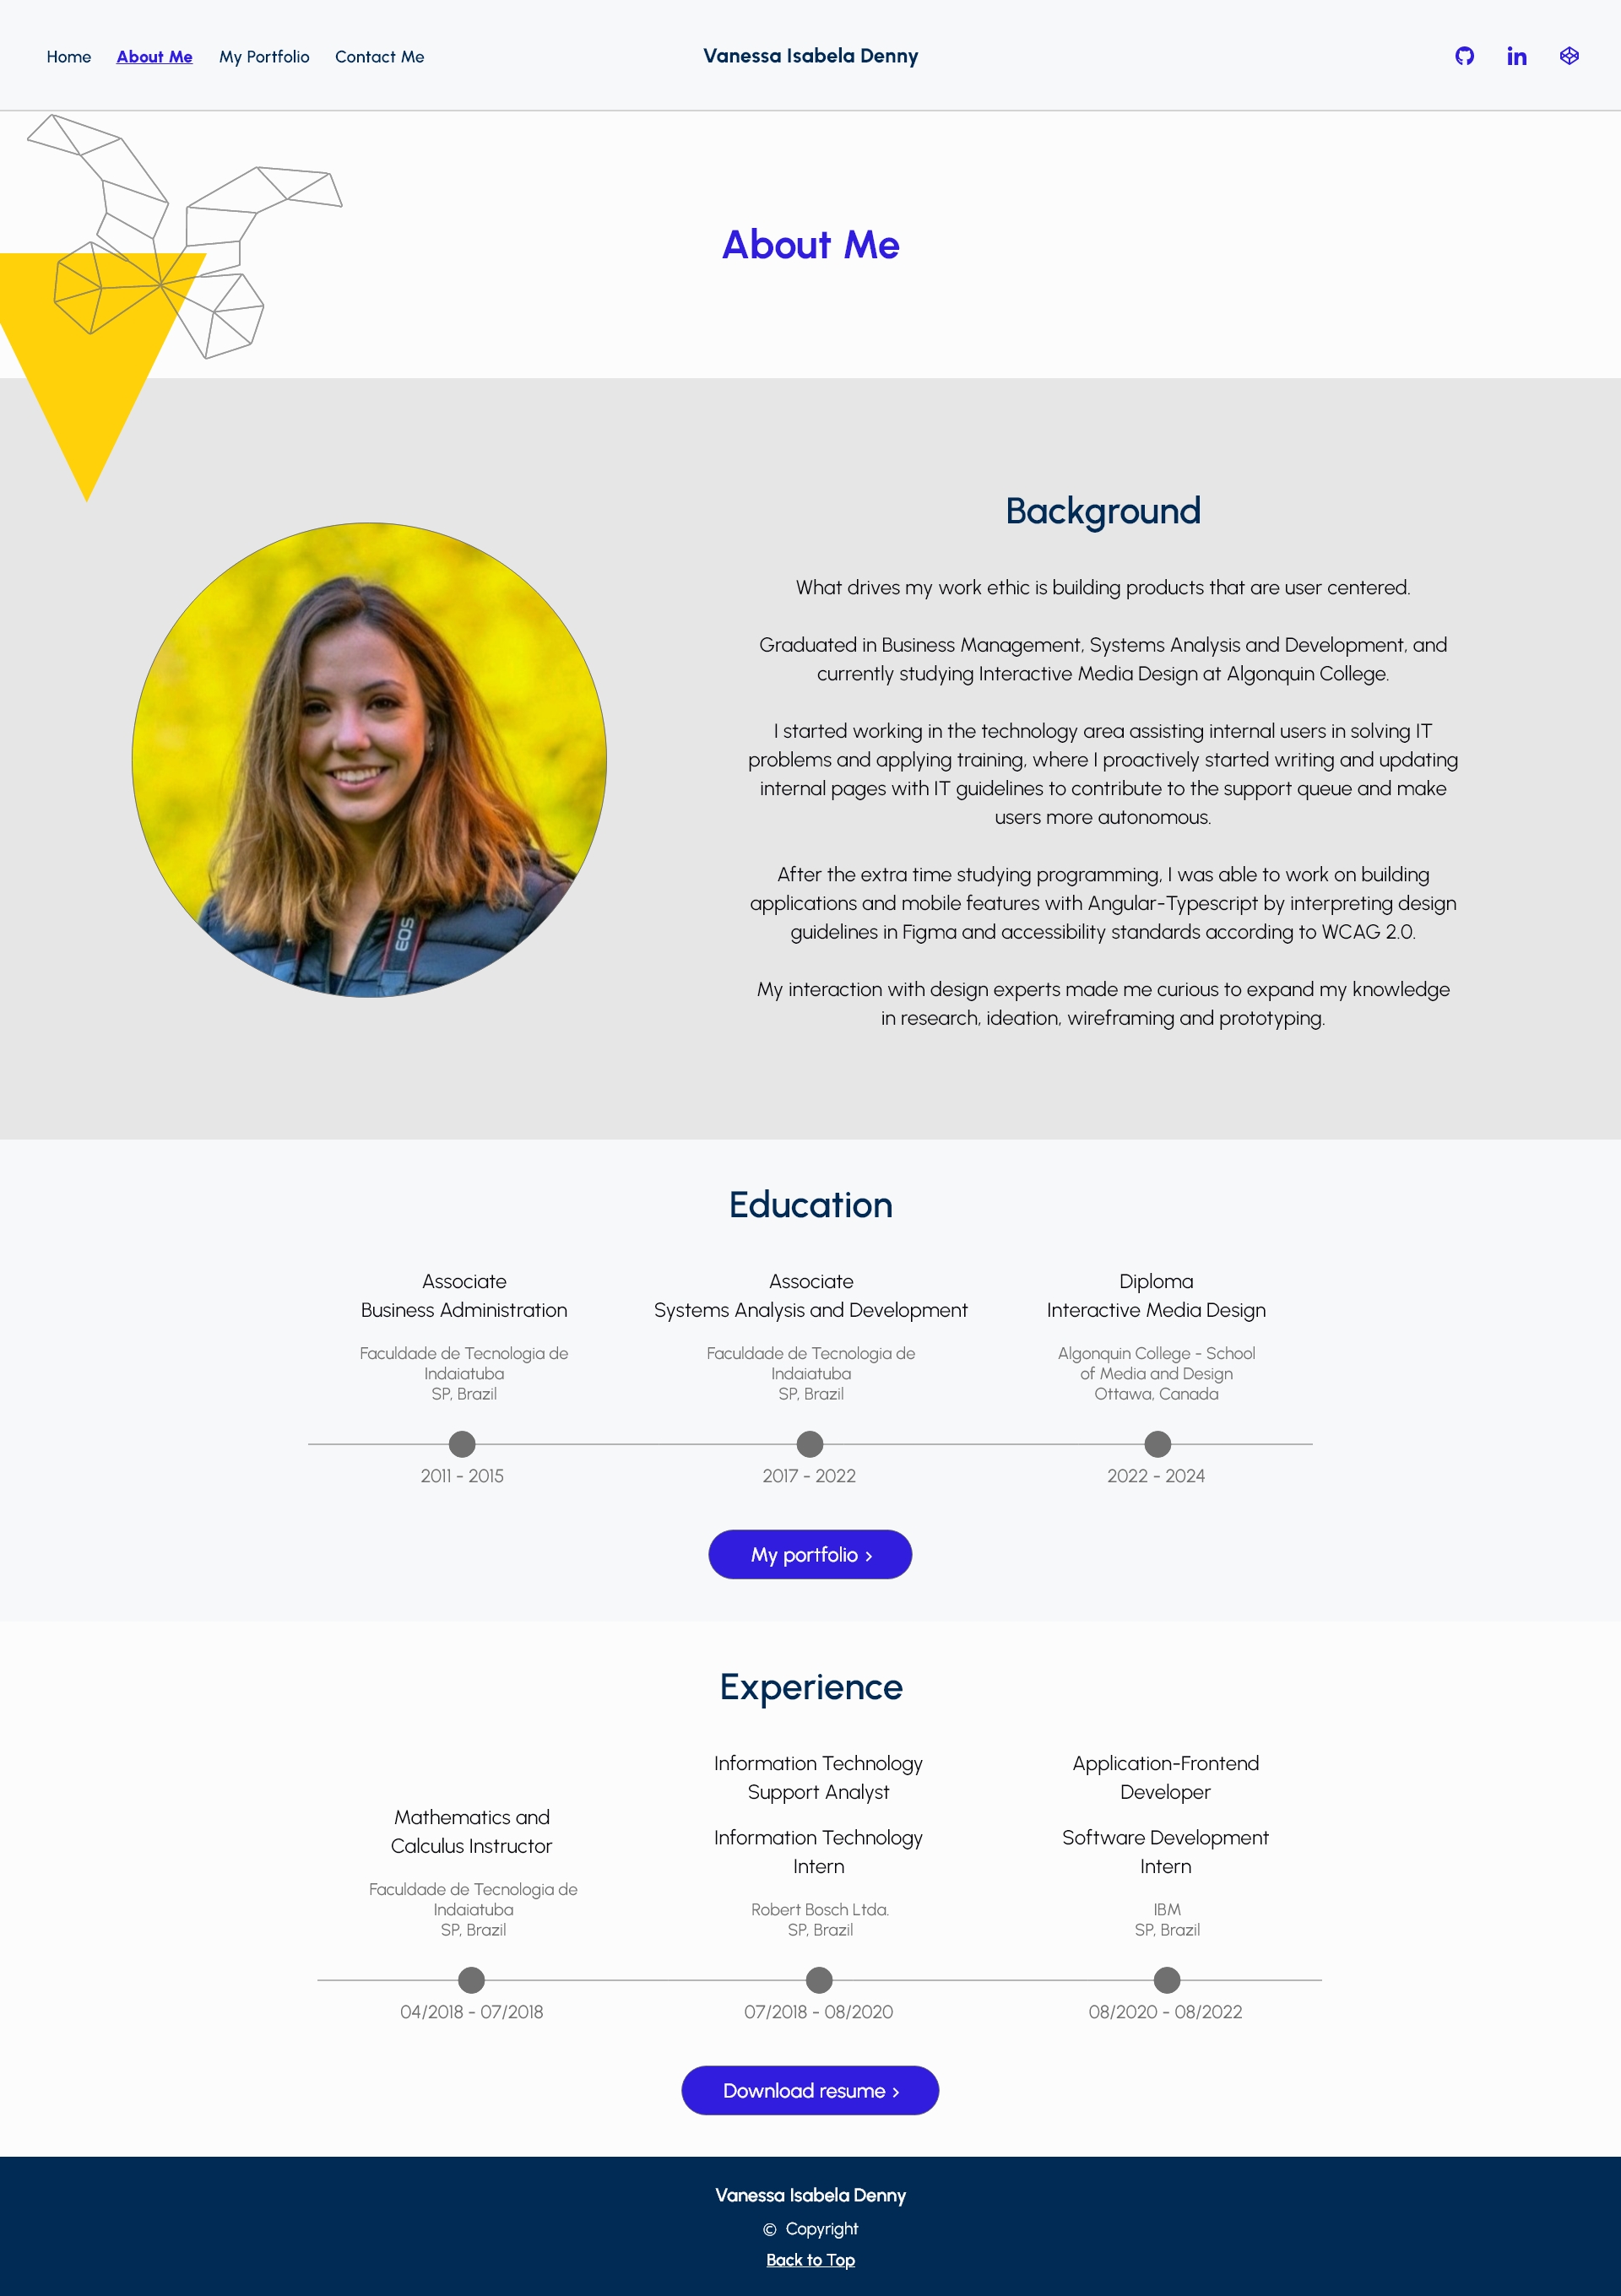 Home About Me My Portfolio Contact Me
Vanessa Isabela Denny
in
About Me
Background
What drives my work ethic is building products that are user centered.
Graduated in Business Management, Systems Analysis and Development, and
currently studying Interactive Media Design at Algonquin College.
I started working in the technology area assisting internal users in solving IT
problems and applying training, where I proactively started writing and updating
internal pages with IT guidelines to contribute to the support queue and make
users more autonomous.
After the extra time studying programming, I was able to work on building
applications and mobile features with Angular-Typescript by interpreting design
guidelines in Figma and accessibility standards according to WCAG 2.0.
My interaction with design experts made me curious to expand my knowledge
in research, ideation, wireframing and prototyping.
EOS
Education
Associate
Business Administration
Faculdade de Tecnologia de
Indaiatuba
SP, Brazil
2011 - 2015
Associate
Systems Analysis and Development
Faculdade de Tecnologia de
Indaiatuba
SP, Brazil
2017 - 2022
Diploma
Interactive Media Design
Algonquin College - School
of Media and Design
Ottawa, Canada
2022 - 2024
My portfolio ›
Experience
Mathematics and
Calculus Instructor
Faculdade de Tecnologia de
Indaiatuba
SP, Brazil
04/2018 - 07/2018
Information Technology
Support Analyst
Information Technology
Intern
Robert Bosch Ltda.
SP, Brazil
07/2018 - 08/2020
Application-Frontend
Developer
Software Development
Intern
IBM
SP, Brazil
08/2020 - 08/2022
Download resume ›
Vanessa Isabela Denny
© Copyright
Back to Top